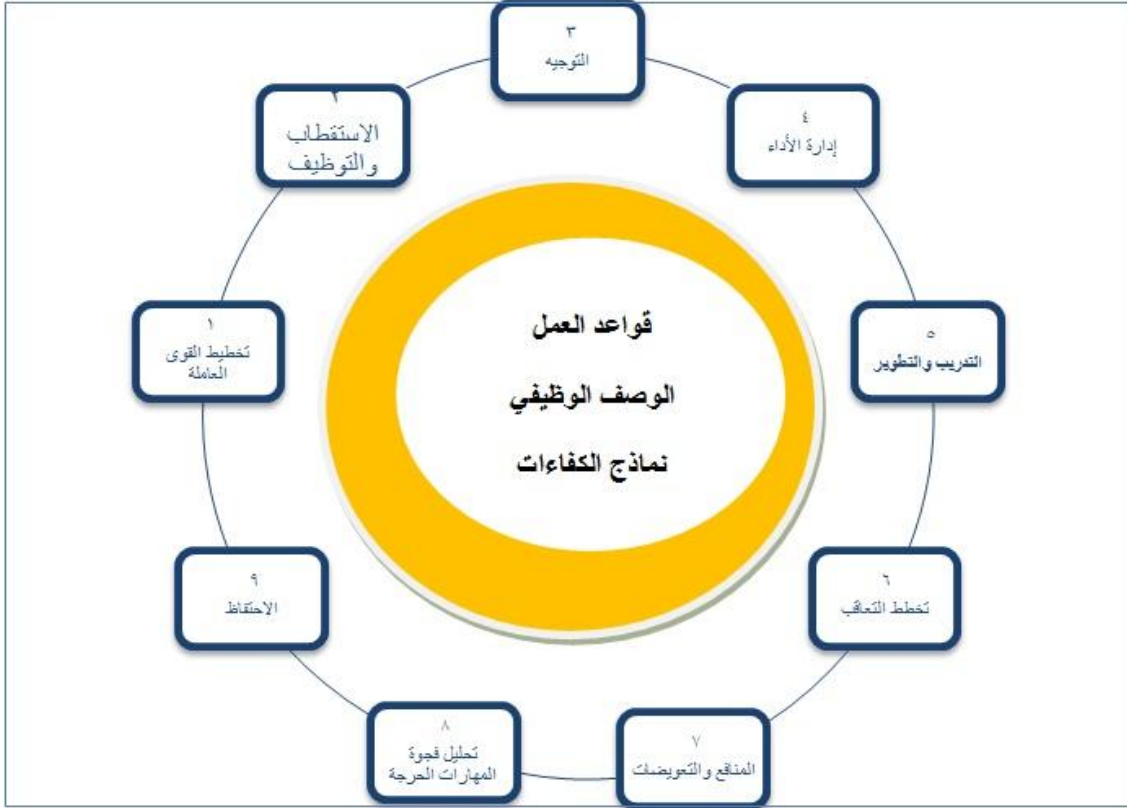 ١
تخطيط القوى
العاملة
٢
الاستقطاب
والتوظيف
٣
التوجيه
٤
إدارة الأداء
٥
التدريب والتطوير
٦
تخطط التعاقب
٧
المنافع والتعويضات
٨
تحليل فجوة
المهارات الحرجة
٩
الإحتفاظ
قواعد العمل
الوصف الوظيفي
نماذج الكفاءات